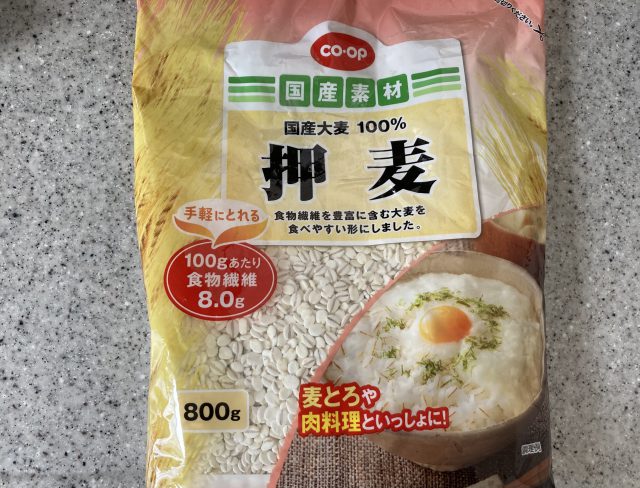 co·op
国産素材
国産大麦 100%
押麦
食物繊維を豊富に含む大麦を
食べやすい形にしました。
手軽にとれる
100gあたり
食物繊維
8.0g
800g
麦とろや
肉料理といっしょに!
調理例